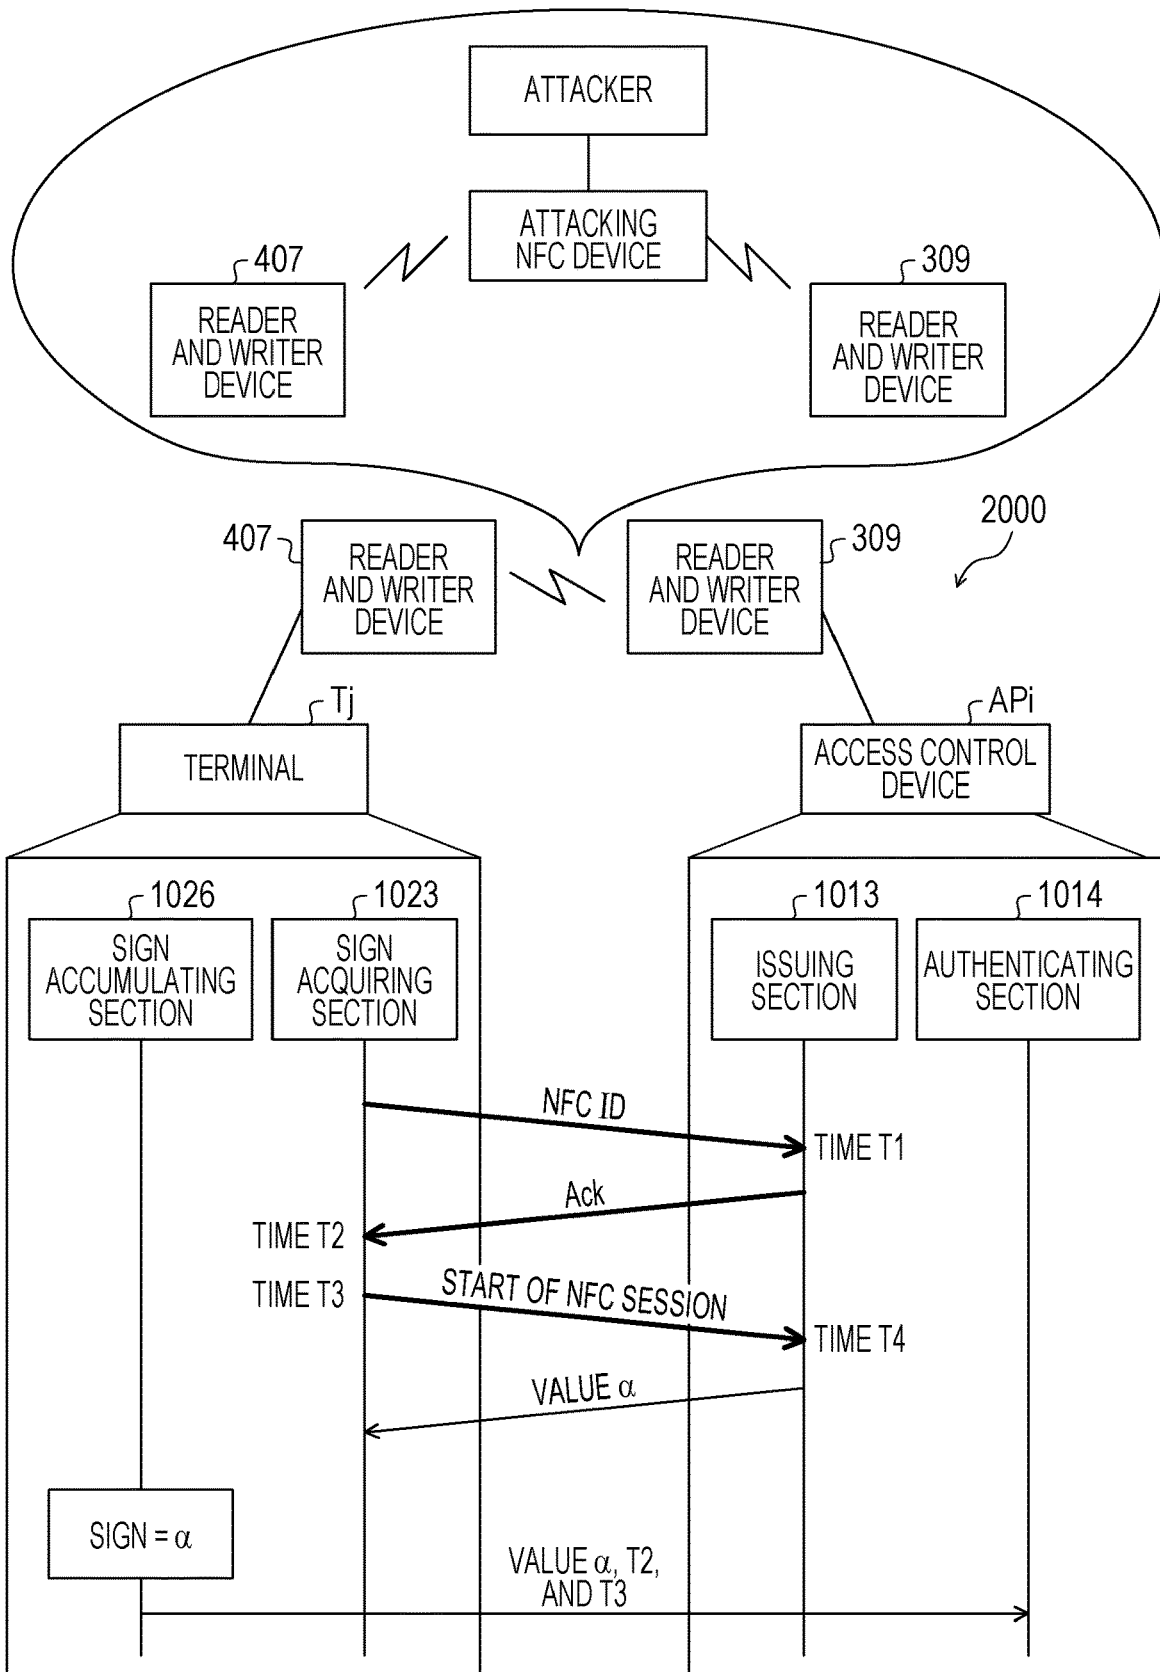 ATTACKER
ATTACKING
NFC DEVICE
407
READER
AND WRITER
DEVICE
309
READER
AND WRITER
DEVICE
2000
407
READER
AND WRITER
DEVICE
READER
AND WRITER
DEVICE
309
Tj
TERMINAL
APi
ACCESS CONTROL
DEVICE
1026
SIGN
ACCUMULATING
SECTION
1023
SIGN
ACQUIRING
SECTION
1013
ISSUING
SECTION
1014
AUTHENTICATING
SECTION
NFC ID
TIME T1
Ack
TIME T2
TIME T3
START OF NFC SESSION
TIME T4
VALUE α
SIGN = α
VALUE α, T2,
AND T3